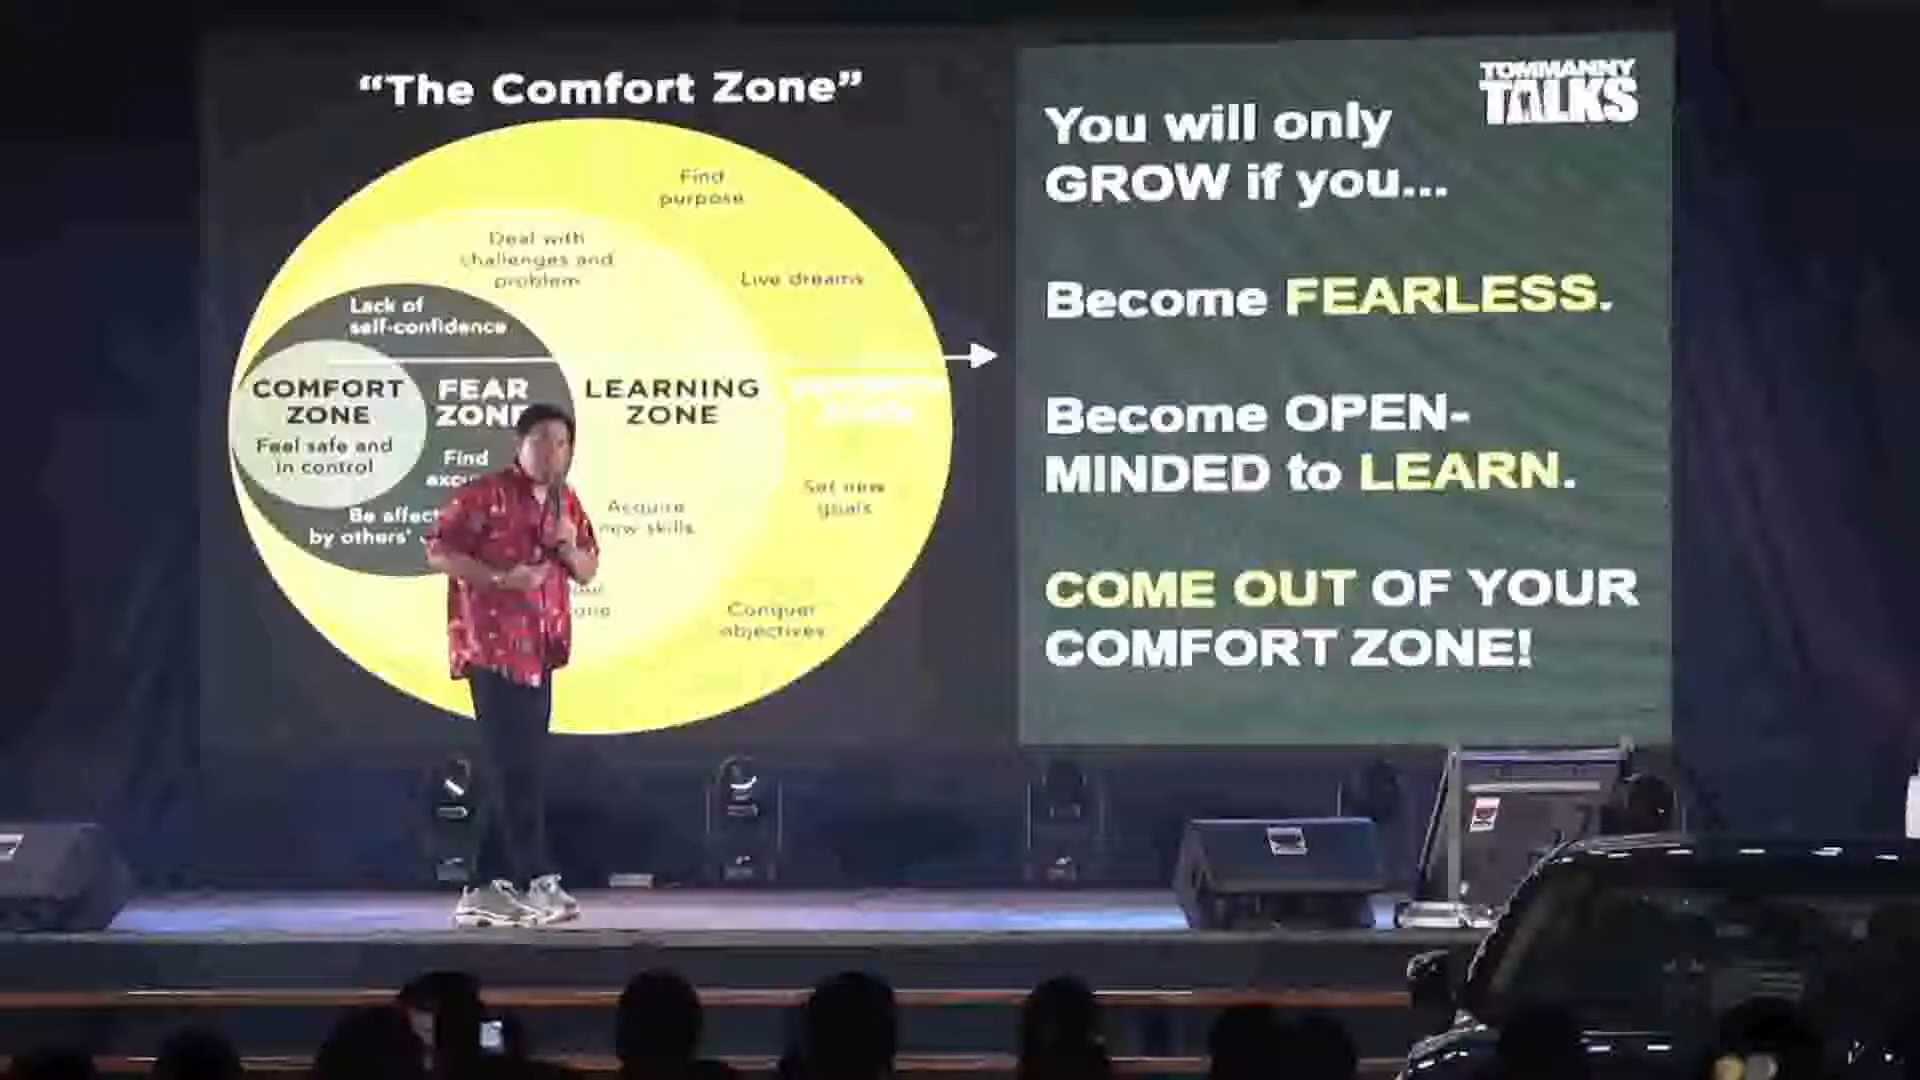 “The Comfort Zone”
Find
purpose
Deal with
challenges and
problem
Live dreams
Lack of
self-confidence
COMFORT
ZONE
Feel safe and
in control
FEAR
ZONE
Find
Be affect
by others'
LEARNING
ZONE
Acquire
new skills
Set new
goals
Conquer
objectives
TOMMANNY
TALKS
You will only
GROW if you...
Become FEARLESS.
Become OPEN-
MINDED to LEARN.
COME OUT OF YOUR
COMFORT ZONE!